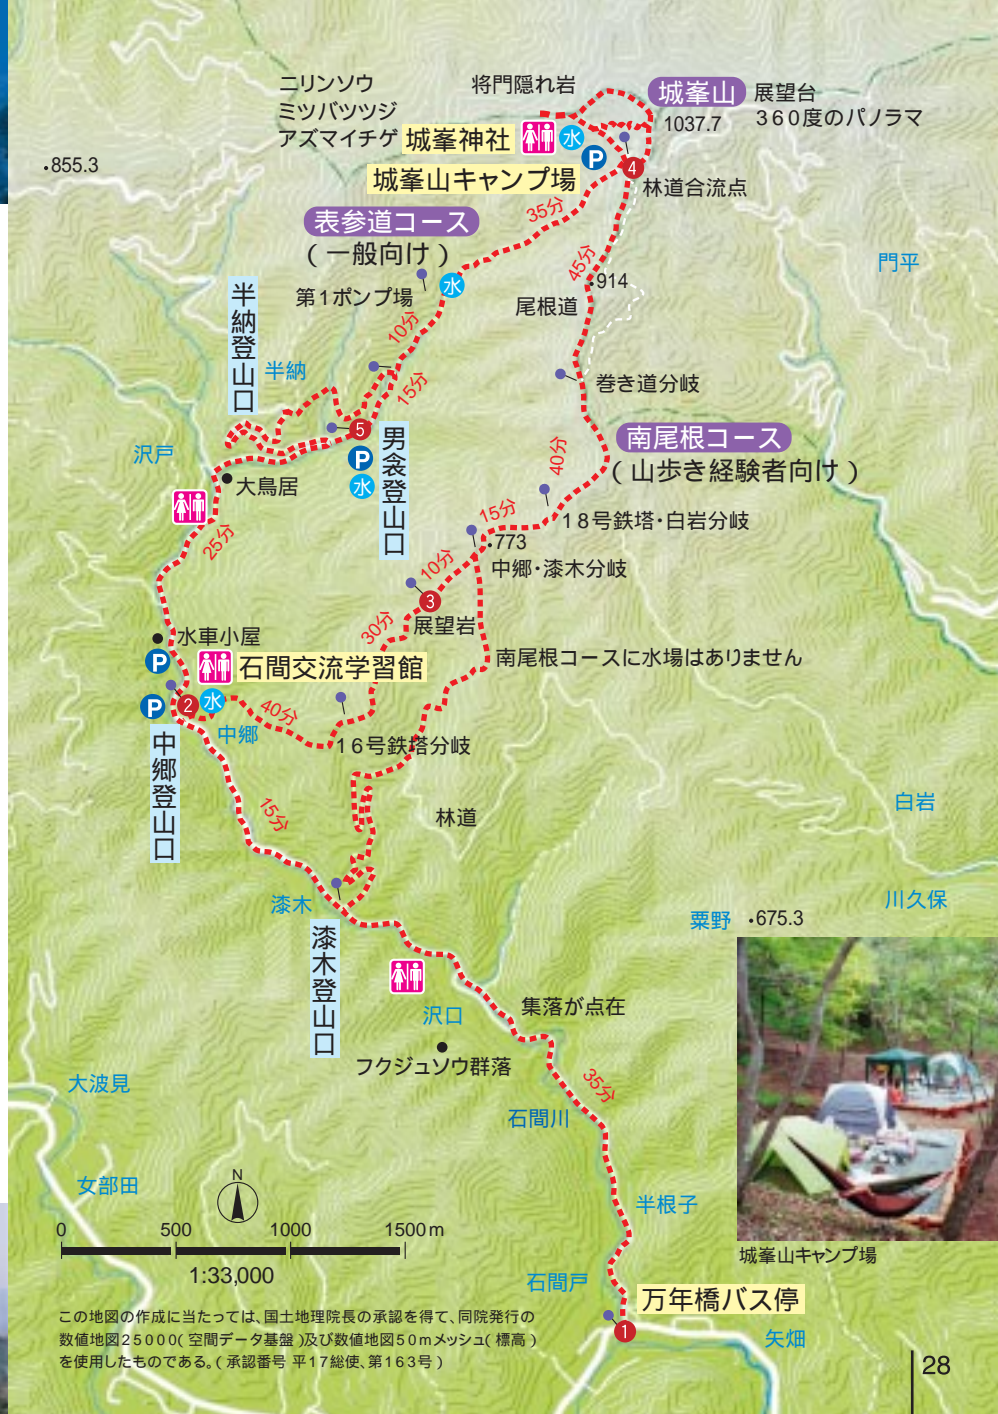 ニリンソウ
ミツバツツジ
アズマイチゲ
将門隠れ岩
城峯山
1037.7
展望台
360度のパノラマ
城峯神社
水
P
城峯山キャンプ場
4
林道合流点
・855.3
表参道コース
(一般向け)
35分
45分
・914
門平
第1ポンプ場
水
尾根道
半納登山口
半納
10分
15分
巻き道分岐
5
P
水
男衾登山口
南尾根コース
(山歩き経験者向け)
沢戸
大鳥居
40分
15分
18号鉄塔・白岩分岐
・773
中郷・漆木分岐
25分
10分
3
展望岩
30分
水車小屋
P
石間交流学習館
南尾根コースに水場はありません
P
2
水
中郷
40分
16号鉄塔分岐
中郷登山口
15分
林道
白岩
川久保
漆木
粟野
・675.3
漆木登山口
沢口
集落が点在
フクジュソウ群落
35分
石間川
大波見
女部田
半根子
N
0 500 1000 1500m
1:33,000
城峯山キャンプ場
石間戸
万年橋バス停
1
矢畑
この地図の作成に当たっては、国土地理院長の承認を得て、同院発行の
数値地図25000(空間データ基盤)及び数値地図50mメッシュ(標高)
を使用したものである。(承認番号 平17総使、第163号)
28